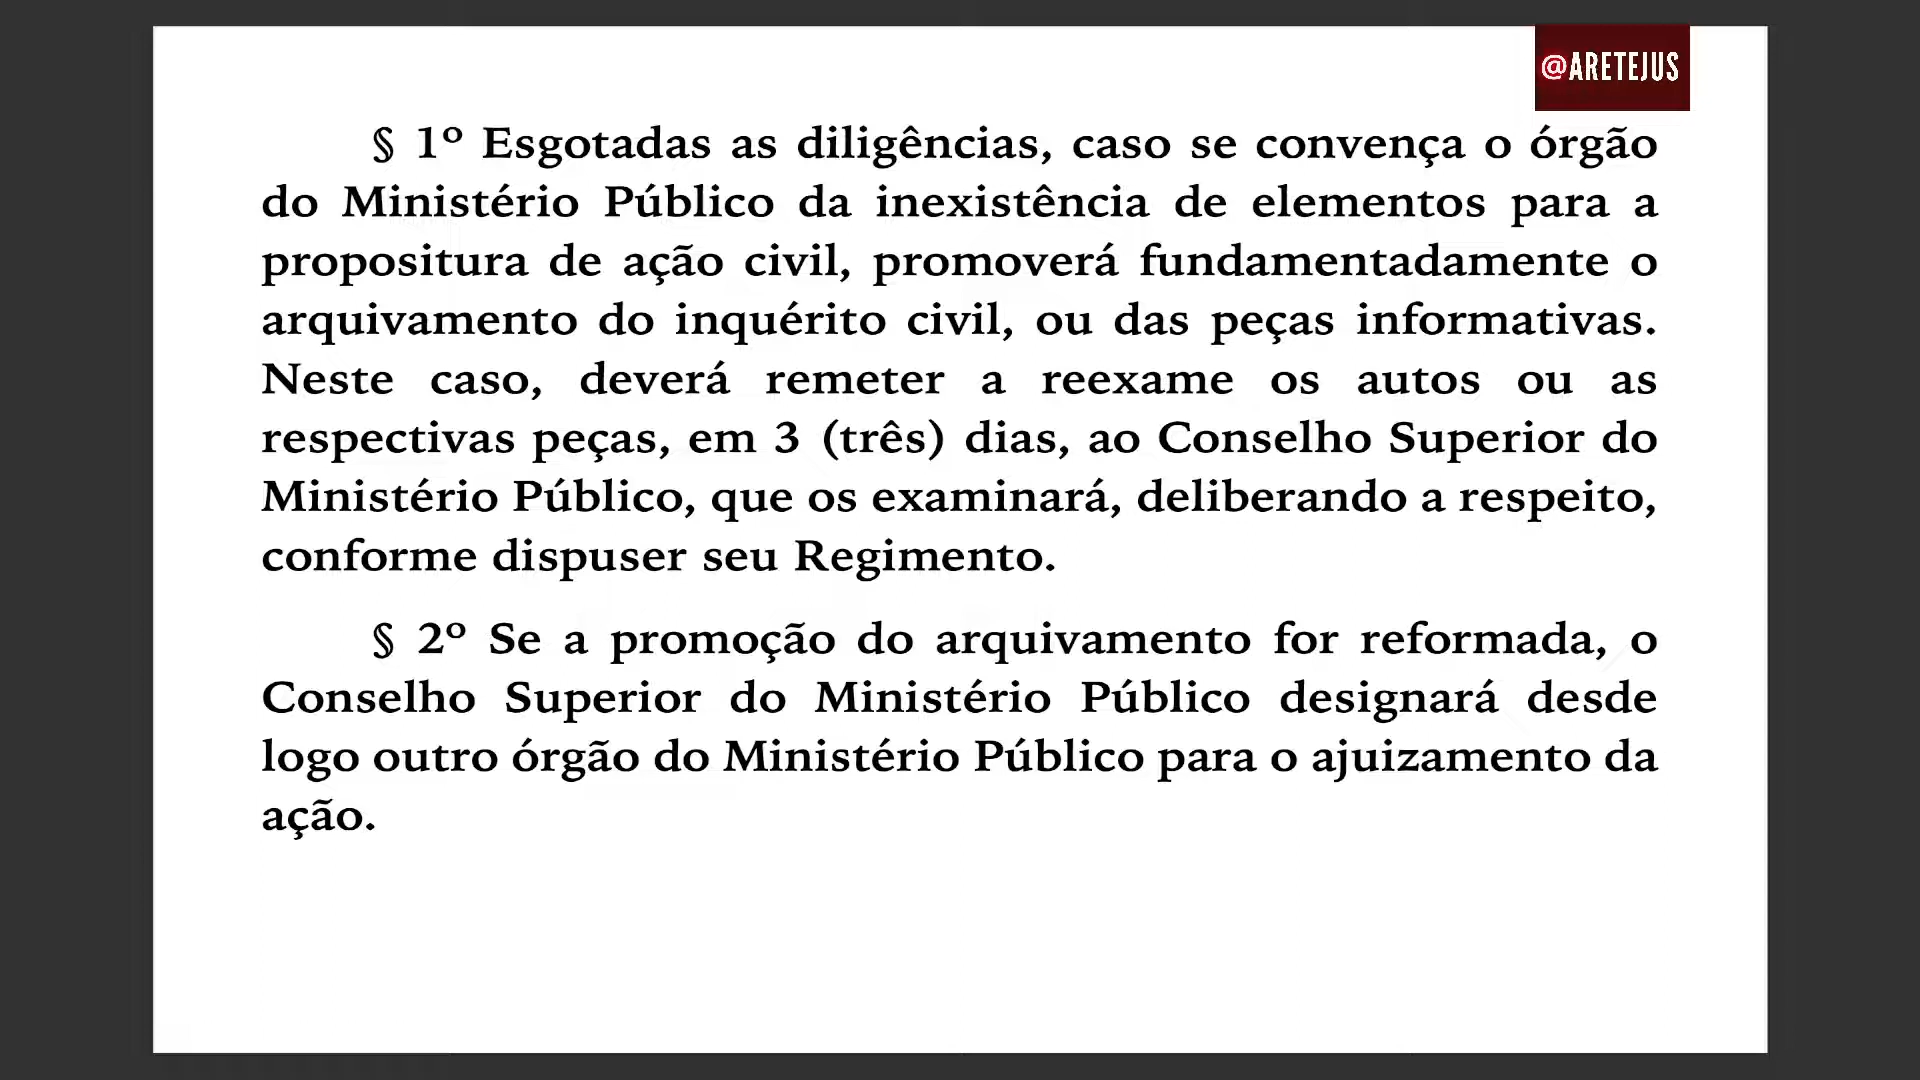 @ARETEJUS
§ 1º Esgotadas as diligências, caso se convença o órgão
do Ministério Público da inexistência de elementos para a
propositura de ação civil, promoverá fundamentadamente o
arquivamento do inquérito civil, ou das peças informativas.
Neste caso, deverá remeter a reexame os autos ou as
respectivas peças, em 3 (três) dias, ao Conselho Superior do
Ministério Público, que os examinará, deliberando a respeito,
conforme dispuser seu Regimento.
§ 2º Se a promoção do arquivamento for reformada, o
Conselho Superior do Ministério Público designará desde
logo outro órgão do Ministério Público para o ajuizamento da
ação.